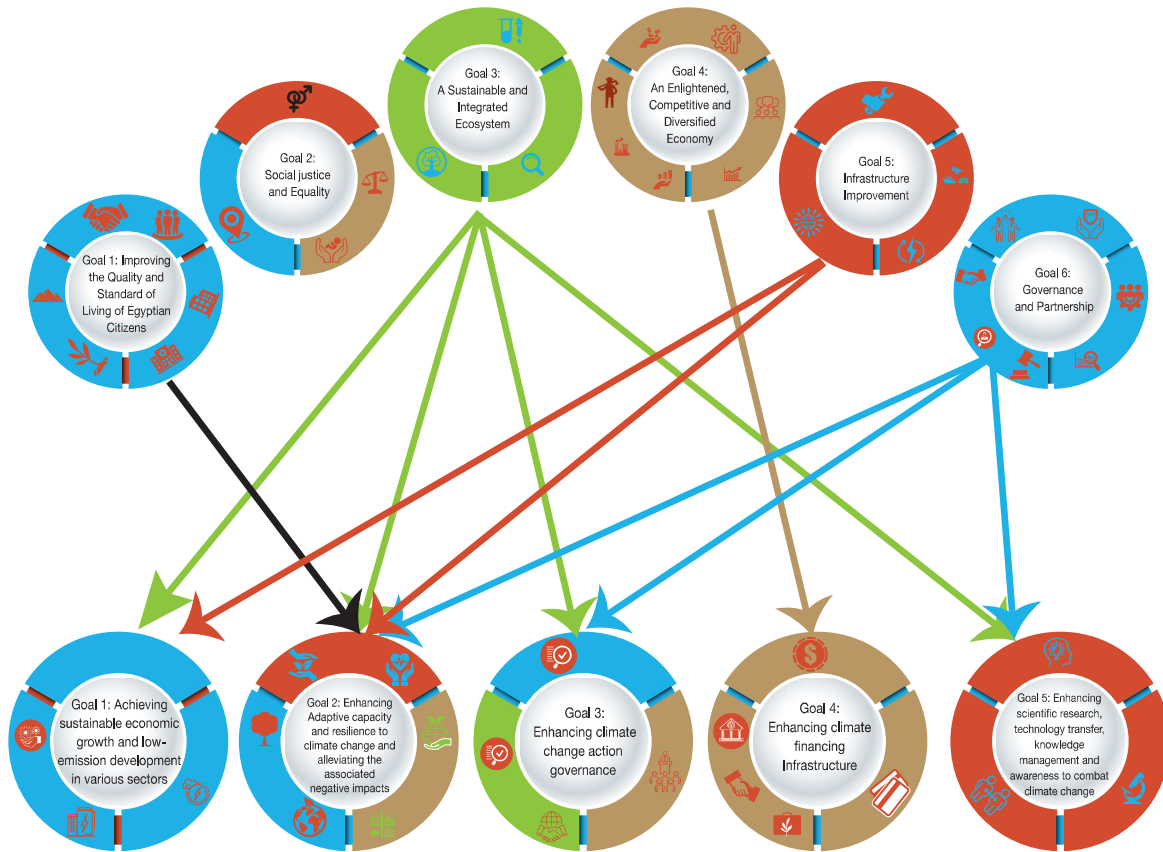 Goal 3:
A Sustainable and
Integrated
Ecosystem
Goal 4:
An Enlightened,
Competitive and
Diversified
Economy
Goal 2:
Social justice
and Equality
Goal 5:
Infrastructure
Improvement
Goal 1: Improving
the Quality and
Standard of
Living of Egyptian
Citizens
Goal 6:
Governance
and Partnership
Goal 1: Achieving
sustainable economic
growth and low-
emission development
in various sectors
Goal 2: Enhancing
Adaptive capacity
and resilience to
climate change and
alleviating the
associated
negative impacts
Goal 3:
Enhancing climate
change action
governance
Goal 4:
Enhancing climate
financing
Infrastructure
Goal 5: Enhancing
scientific research,
technology transfer,
knowledge
management and
awareness to combat
climate change